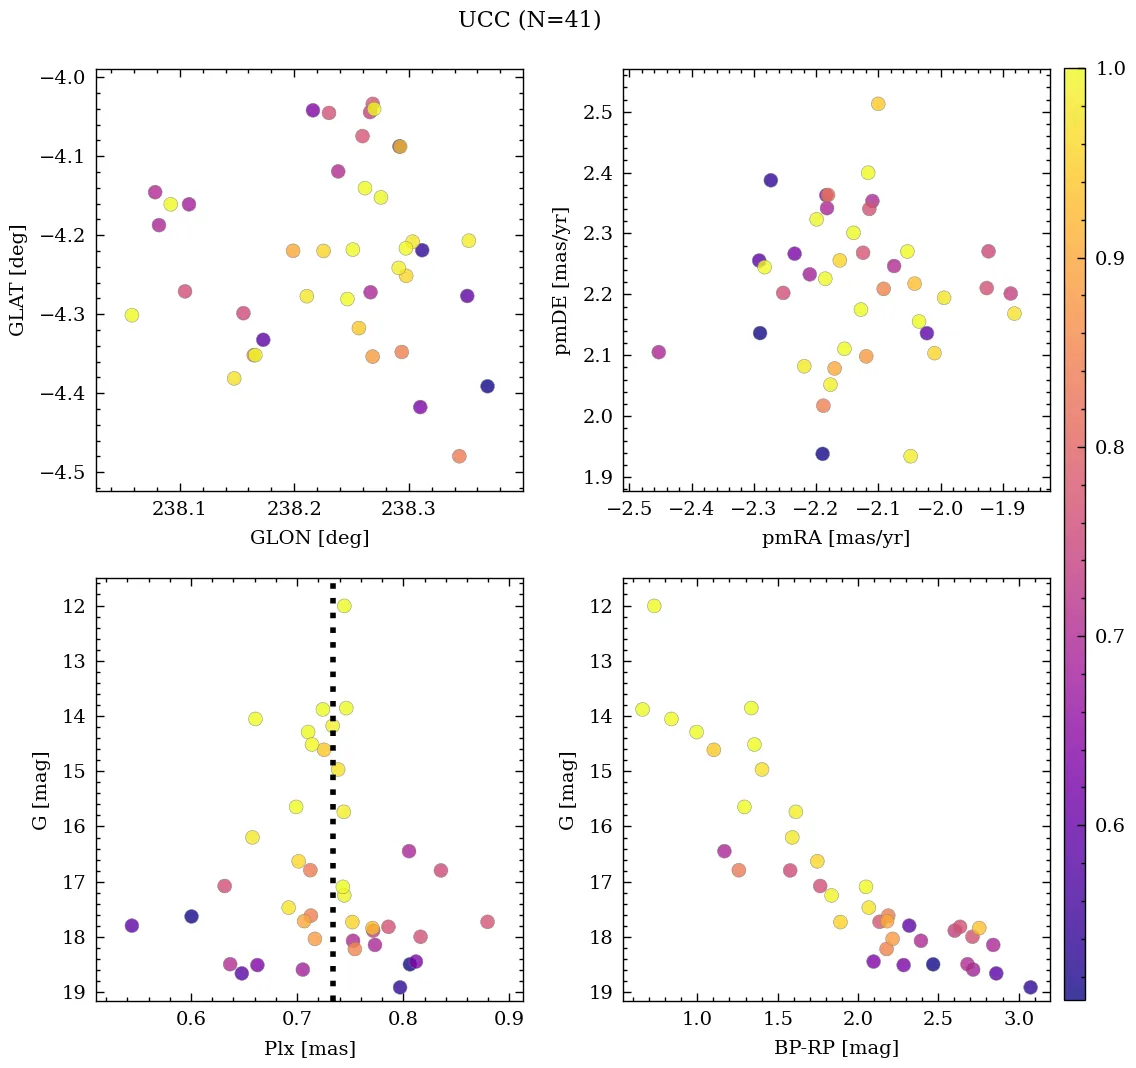 UCC (N=41)
−4.0
−4.1
−4.2
−4.3
−4.4
−4.5
GLAT [deg]
238.1 238.2 238.3
GLON [deg]
2.5
2.4
2.3
2.2
2.1
2.0
1.9
pmDE [mas/yr]
−2.5 −2.4 −2.3 −2.2 −2.1 −2.0 −1.9
pmRA [mas/yr]
1.0
0.9
0.8
0.7
0.6
12
13
14
15
16
17
18
19
G [mag]
0.6 0.7 0.8 0.9
Plx [mas]
12
13
14
15
16
17
18
19
G [mag]
1.0 1.5 2.0 2.5 3.0
BP-RP [mag]